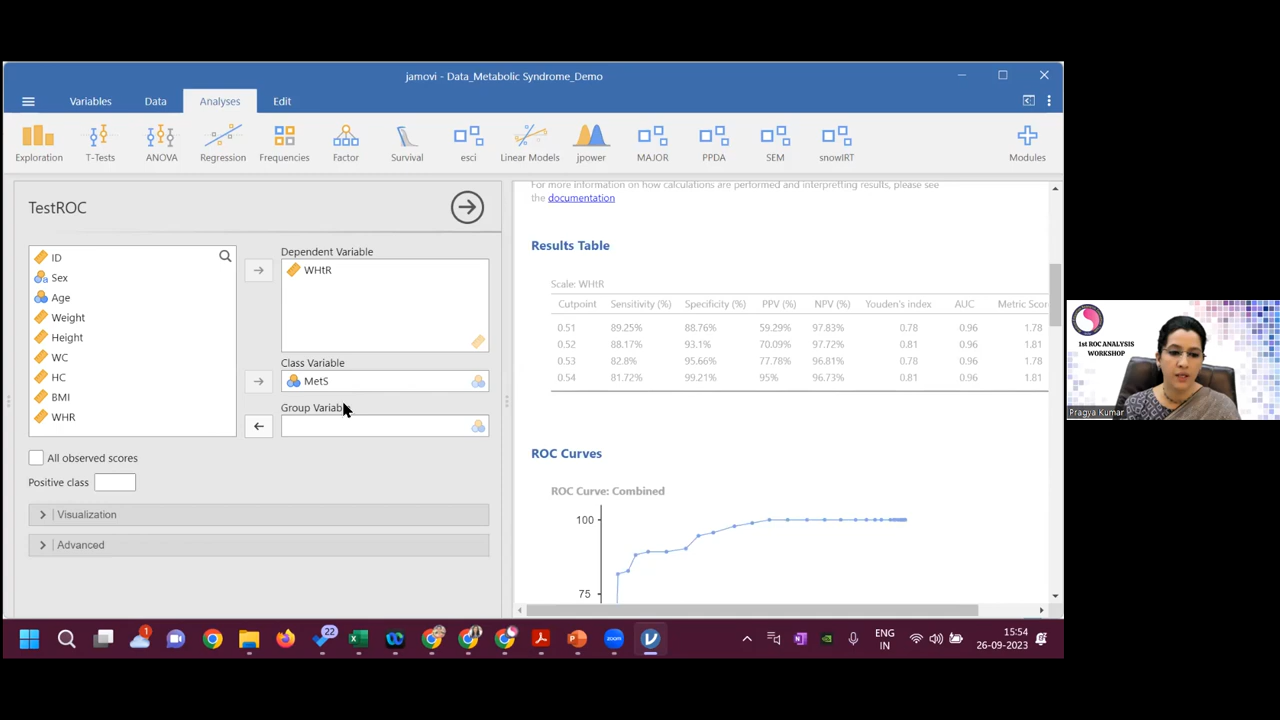 jamovi - Data_Metabolic Syndrome_Demo
Variables Data Analyses Edit
Exploration T-Tests ANOVA Regression Frequencies Factor Survival esci Linear Models jpower MAJOR PPDA SEM snowIRT Modules
TestROC
ID
Sex
Age
Weight
Height
WC
HC
BMI
WHR
Dependent Variable
WHtR
Class Variable
MetS
Group Variable
All observed scores
Positive class
Visualization
Advanced
For more information on how calculations are performed and interpretting results, please see
the documentation
Results Table
Scale: WHtR
Cutpoint Sensitivity (%) Specificity (%) PPV (%) NPV (%) Youden's index AUC Metric Score
0.51 89.25% 88.76% 59.29% 97.83% 0.78 0.96 1.78
0.52 88.17% 93.1% 70.09% 97.72% 0.81 0.96 1.81
0.53 82.8% 95.66% 77.78% 96.81% 0.78 0.96 1.78
0.54 81.72% 99.21% 95% 96.73% 0.81 0.96 1.81
ROC Curves
ROC Curve: Combined
100
75
1st ROC ANALYSIS
WORKSHOP
Pragya Kumar
1
22
zoom
ENG
IN
15:54
26-09-2023